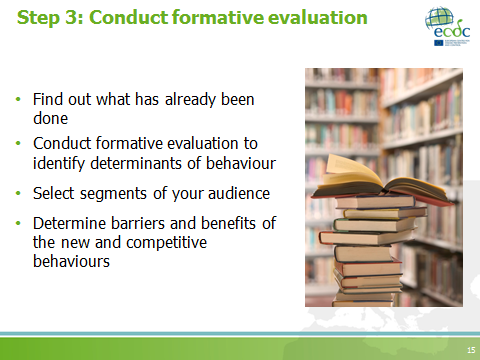 Step 3: Conduct formative evaluation
ecdc
• Find out what has already been
done
• Conduct formative evaluation to
identify determinants of behaviour
• Select segments of your audience
• Determine barriers and benefits of
the new and competitive
behaviours
15